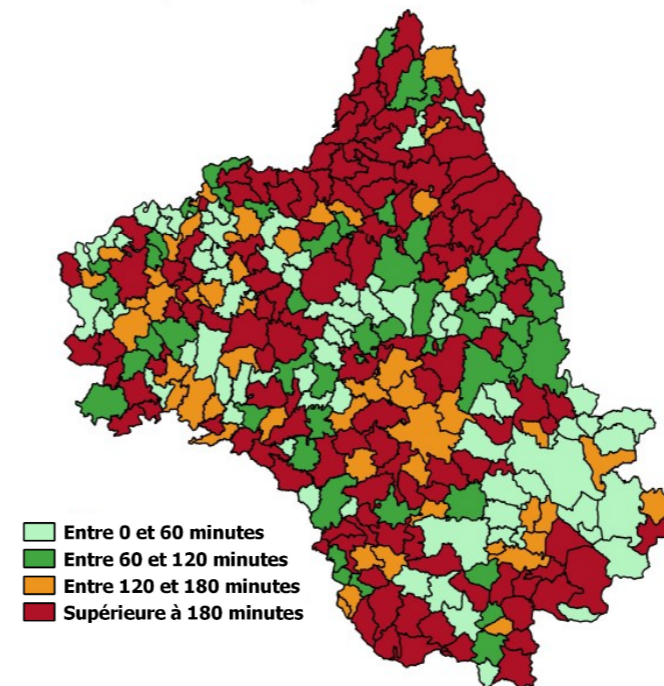 Entre 0 et 60 minutes
Entre 60 et 120 minutes
Entre 120 et 180 minutes
Supérieure à 180 minutes